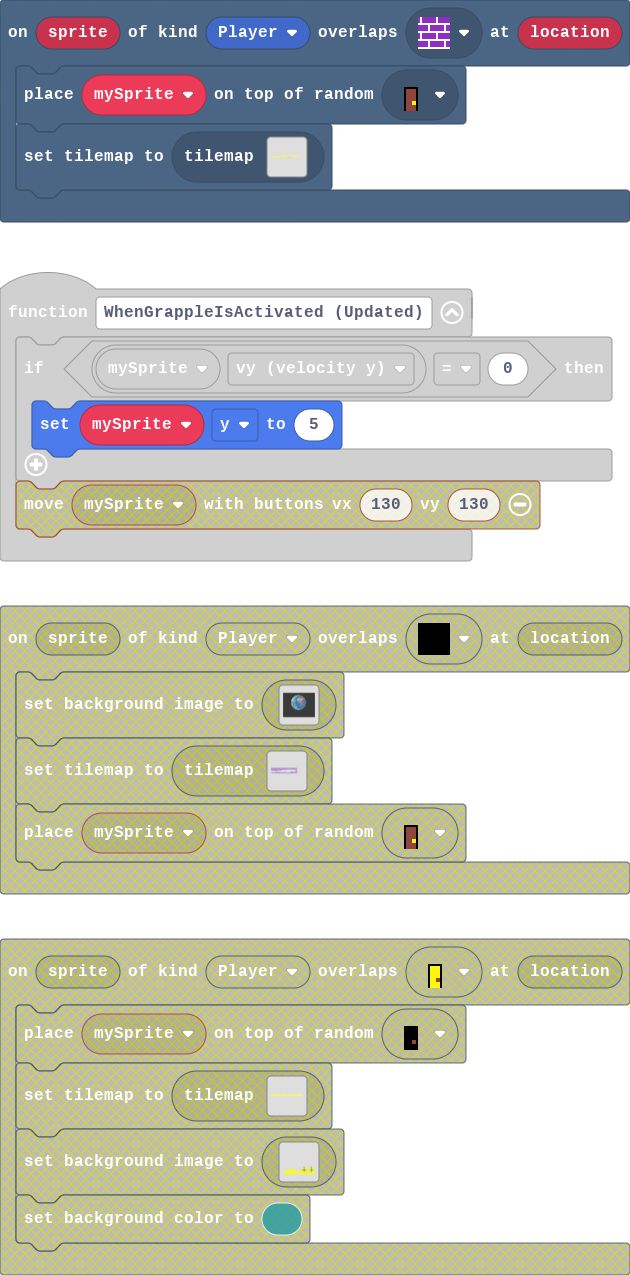 on sprite of kind Player overlaps at location
place mySprite on top of random
set tilemap to tilemap
function WhenGrappleIsActivated (Updated)
if mySprite vy (velocity y) = 0 then
set mySprite y to 5
move mySprite with buttons vx 130 vy 130
on sprite of kind Player overlaps at location
set background image to
set tilemap to tilemap
place mySprite on top of random
on sprite of kind Player overlaps at location
place mySprite on top of random
set tilemap to tilemap
set background image to
set background color to